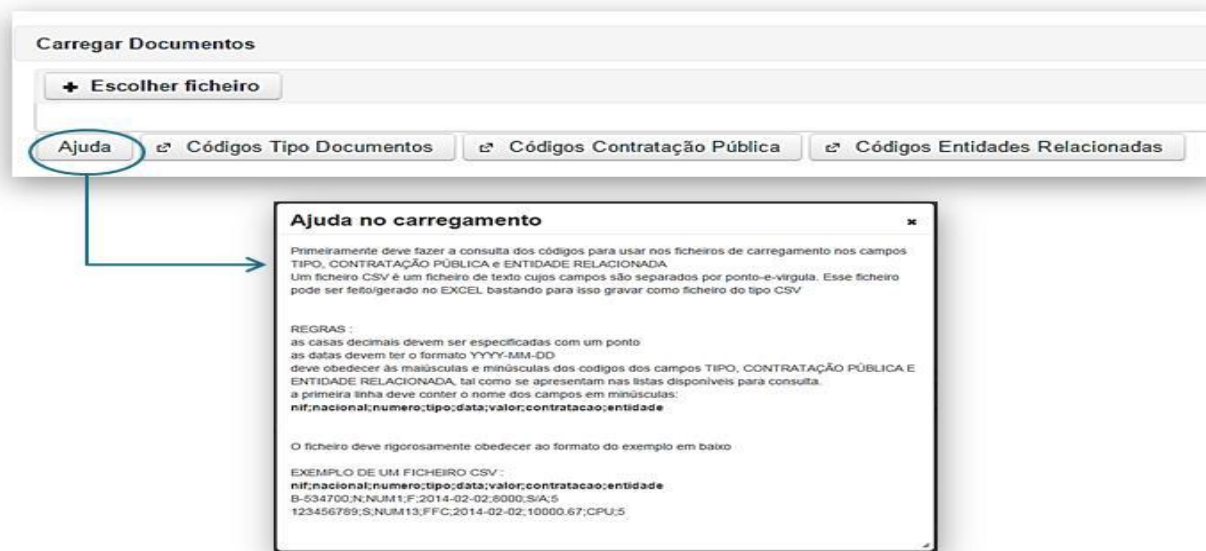 Carregar Documentos
+ Escolher ficheiro
Ajuda Códigos Tipo Documentos Códigos Contratação Pública Códigos Entidades Relacionadas
Ajuda no carregamento
Primeiramente deve fazer a consulta dos códigos para usar nos ficheiros de carregamento nos campos
TIPO, CONTRATAÇÃO PÚBLICA e ENTIDADE RELACIONADA
Um ficheiro CSV é um ficheiro de texto cujos campos são separados por ponto-e-virgula. Esse ficheiro
pode ser feito/gerado no EXCEL bastando para isso gravar como ficheiro do tipo CSV
REGRAS :
as casas decimais devem ser especificadas com um ponto
as datas devem ter o formato YYYY-MM-DD
deve obedecer às maiúsculas e minúsculas dos codigos dos campos TIPO, CONTRATAÇÃO PÚBLICA E
ENTIDADE RELACIONADA, tal como se apresentam nas listas disponíveis para consulta.
a primeira linha deve conter o nome dos campos em minúsculas:
nif;nacional;numero;tipo;data;valor;contratacao;entidade
O ficheiro deve rigorosamente obedecer ao formato do exemplo em baixo
EXEMPLO DE UM FICHEIRO CSV :
nif;nacional;numero;tipo;data;valor;contratacao;entidade
B-534700;N;NUM1;F;2014-02-02;8000;S/A;5
123456789;S;NUM13;FFC;2014-02-02;10000.67;CPU;5